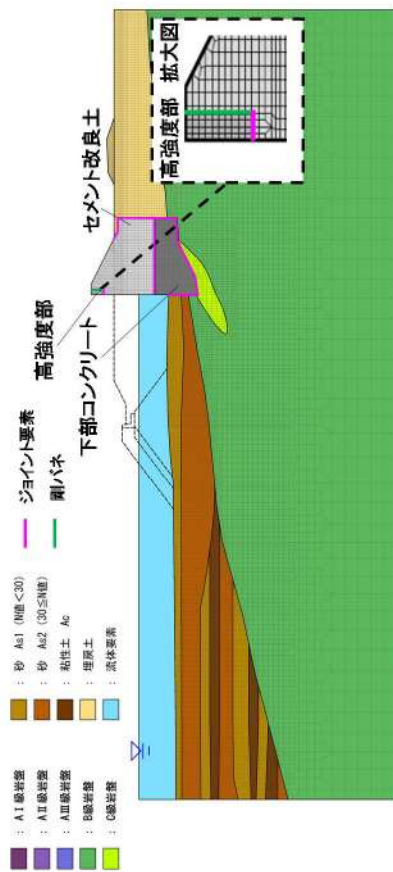 : AⅠ級岩盤
: AⅡ級岩盤
: AⅢ級岩盤
: B級岩盤
: C級岩盤
: 砂 As1 (N値<30)
: 砂 As2 (30≦N値)
: 粘性土 Ac
: 埋戻土
: 流体要素
ジョイント要素
剛バネ
高強度部
下部コンクリート
セメント改良土
高強度部 拡大図